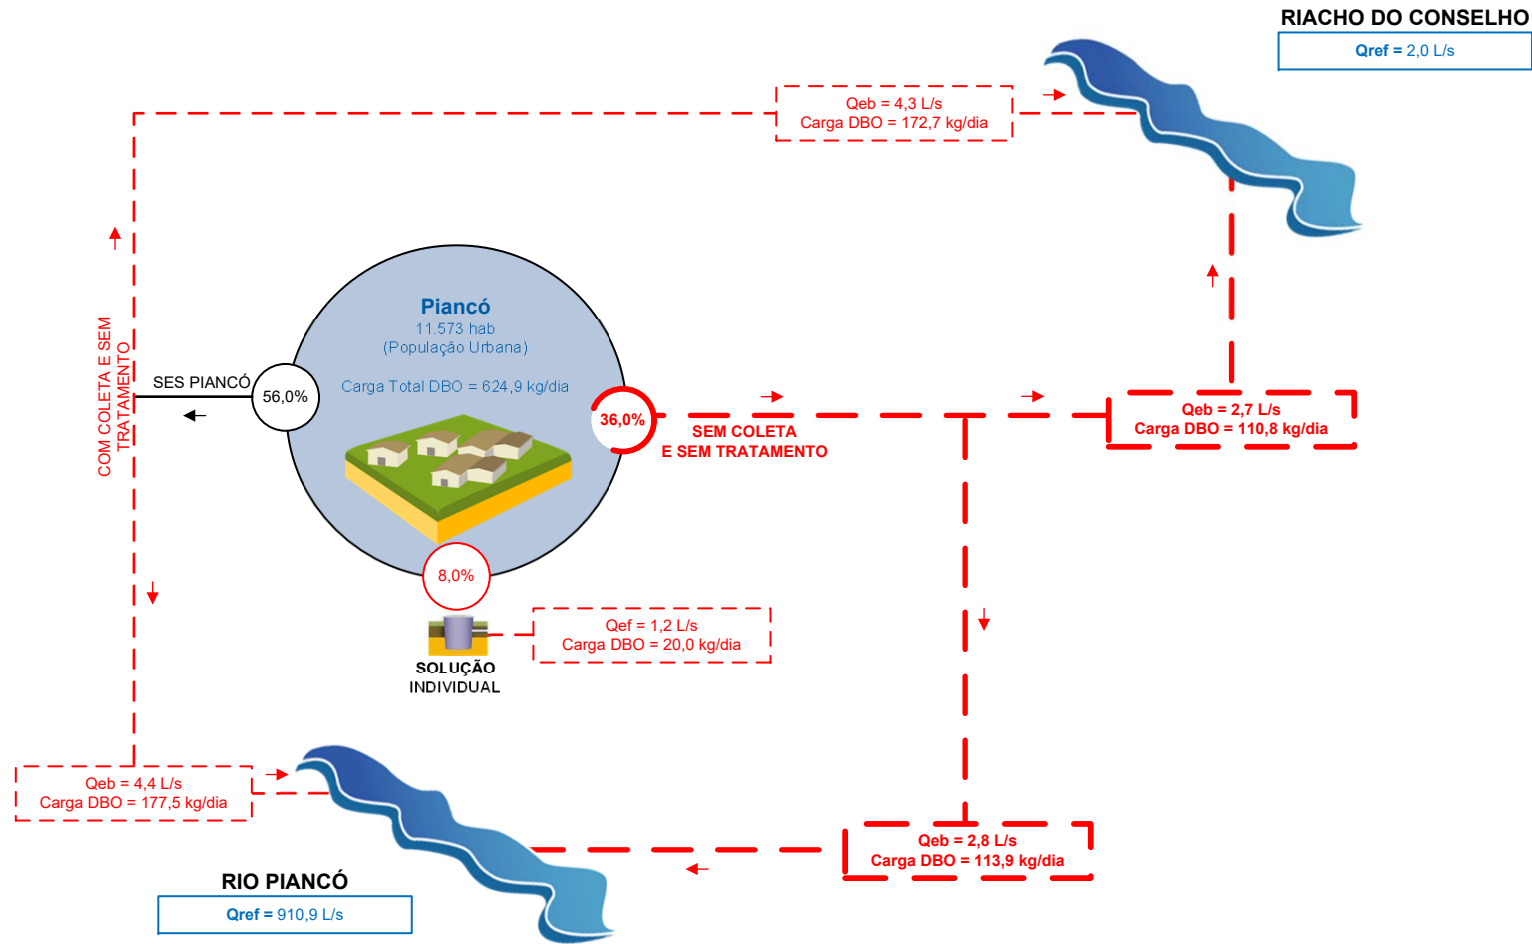 RIACHO DO CONSELHO
Qref = 2,0 L/s
Qeb = 4,3 L/s
Carga DBO = 172,7 kg/dia
COM COLETA E SEM
TRATAMENTO
Piancó
11.573 hab
(População Urbana)
Carga Total DBO = 624,9 kg/dia
SES PIANCÓ
56,0%
36,0%
SEM COLETA
E SEM TRATAMENTO
Qeb = 2,7 L/s
Carga DBO = 110,8 kg/dia
8,0%
Qef = 1,2 L/s
Carga DBO = 20,0 kg/dia
SOLUÇÃO
INDIVIDUAL
Qeb = 4,4 L/s
Carga DBO = 177,5 kg/dia
Qeb = 2,8 L/s
Carga DBO = 113,9 kg/dia
RIO PIANCÓ
Qref = 910,9 L/s